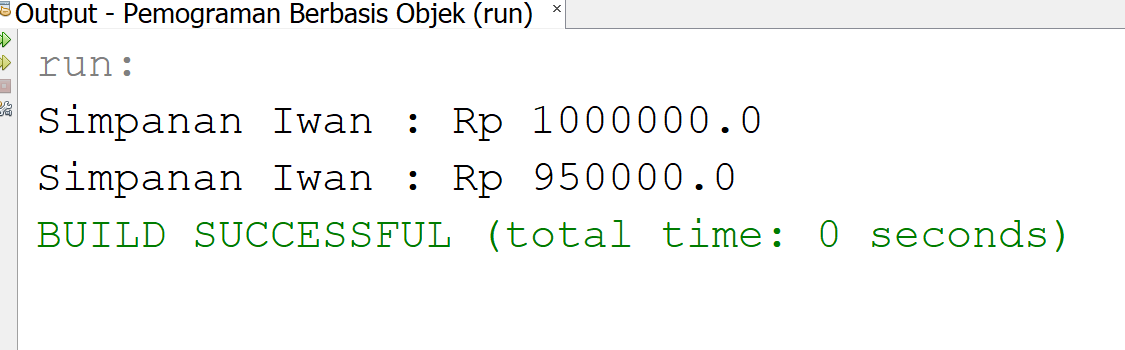 Output - Pemograman Berbasis Objek (run)
run:
Simpanan Iwan : Rp 1000000.0
Simpanan Iwan : Rp 950000.0
BUILD SUCCESSFUL (total time: 0 seconds)